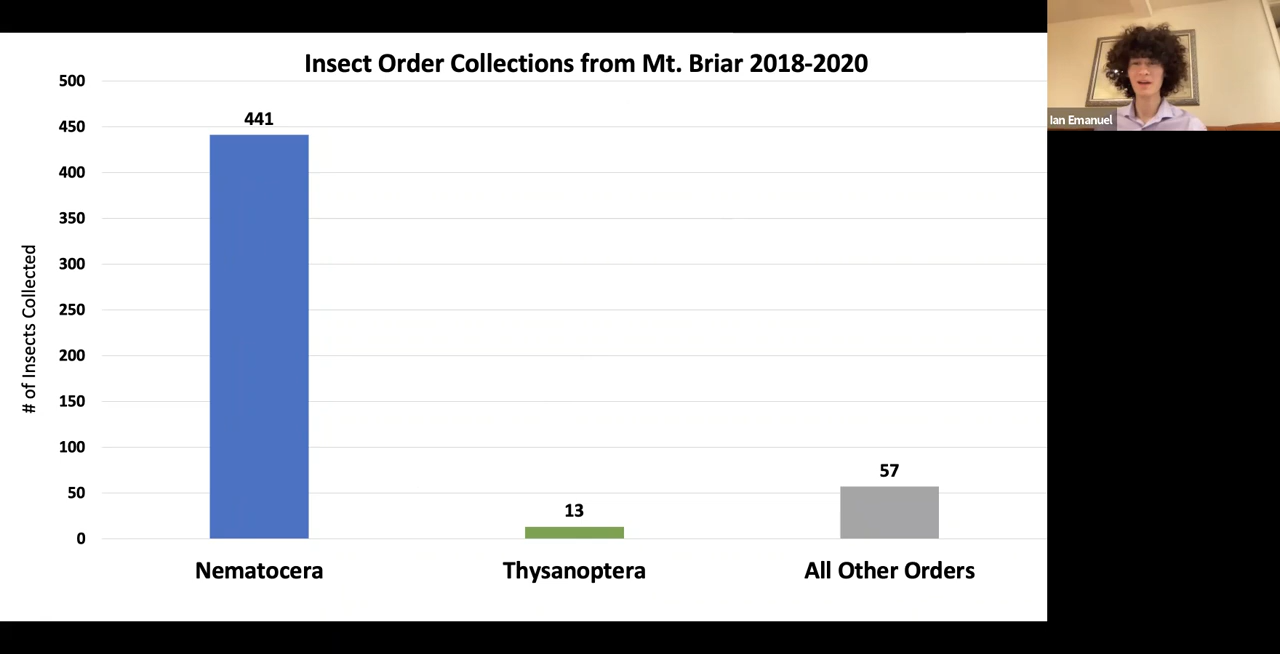 Insect Order Collections from Mt. Briar 2018-2020
500
450
400
350
300
250
200
150
100
50
0
# of Insects Collected
441
13
57
Nematocera
Thysanoptera
All Other Orders
Ian Emanuel